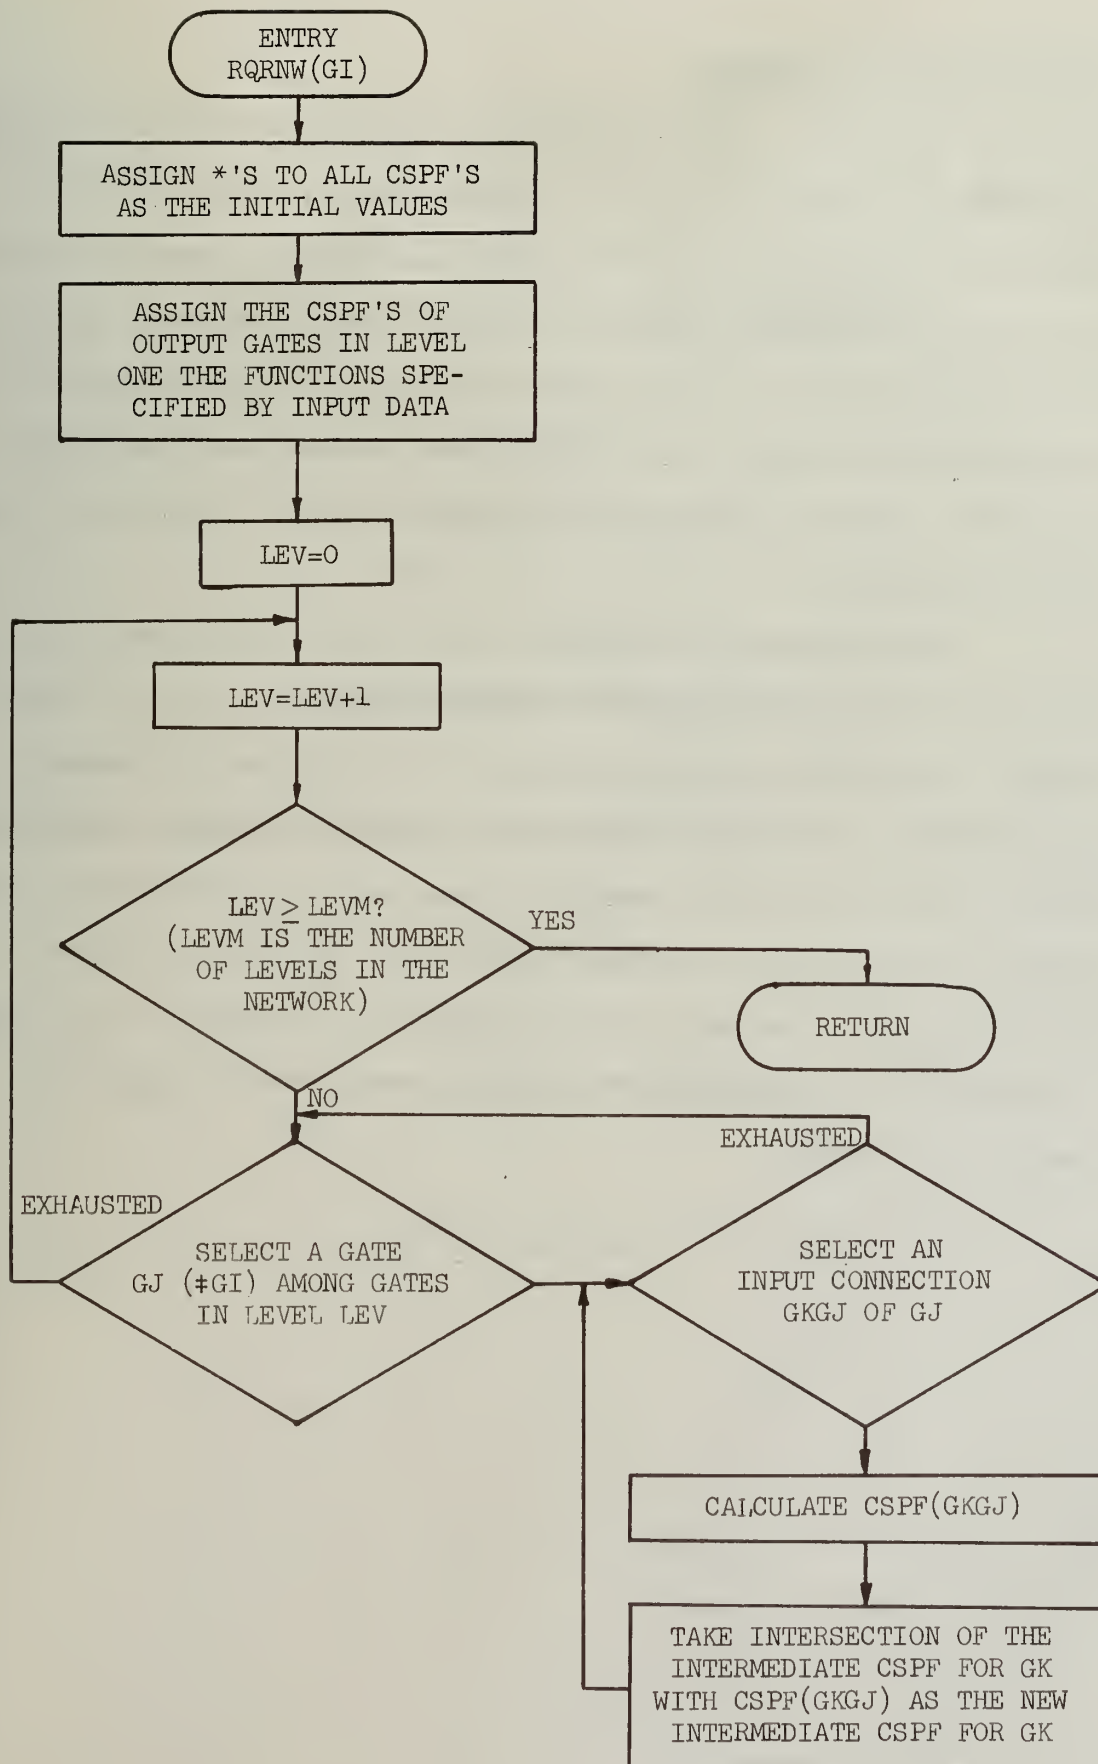 ENTRY
RQRNW(GI)
ASSIGN *'S TO ALL CSPF'S
AS THE INITIAL VALUES
ASSIGN THE CSPF'S OF
OUTPUT GATES IN LEVEL
ONE THE FUNCTIONS SPE-
CIFIED BY INPUT DATA
LEV=0
LEV=LEV+1
LEV ≥ LEVM?
(LEVM IS THE NUMBER
OF LEVELS IN THE
NETWORK)
YES
RETURN
NO
EXHAUSTED
EXHAUSTED
SELECT A GATE
GJ (‡GI) AMONG GATES
IN LEVEL LEV
SELECT AN
INPUT CONNECTION
GKGJ OF GJ
CALCULATE CSPF(GKGJ)
TAKE INTERSECTION OF THE
INTERMEDIATE CSPF FOR GK
WITH CSPF(GKGJ) AS THE NEW
INTERMEDIATE CSPF FOR GK